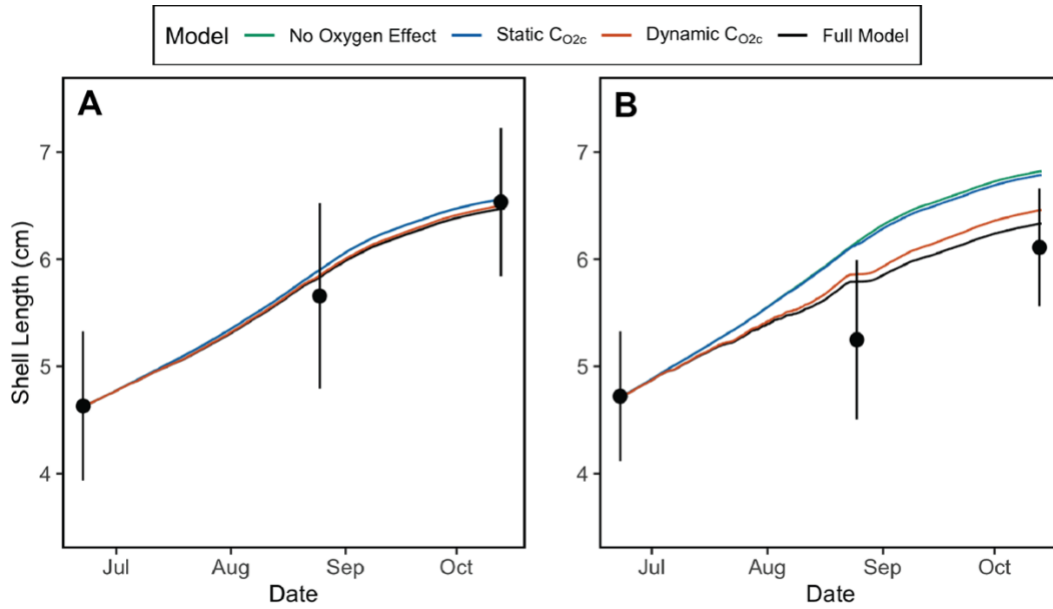 Model No Oxygen Effect Static CO2c Dynamic CO2c Full Model
A
B
Shell Length (cm)
7
6
5
4
7
6
5
4
Jul Aug Sep Oct
Jul Aug Sep Oct
Date
Date